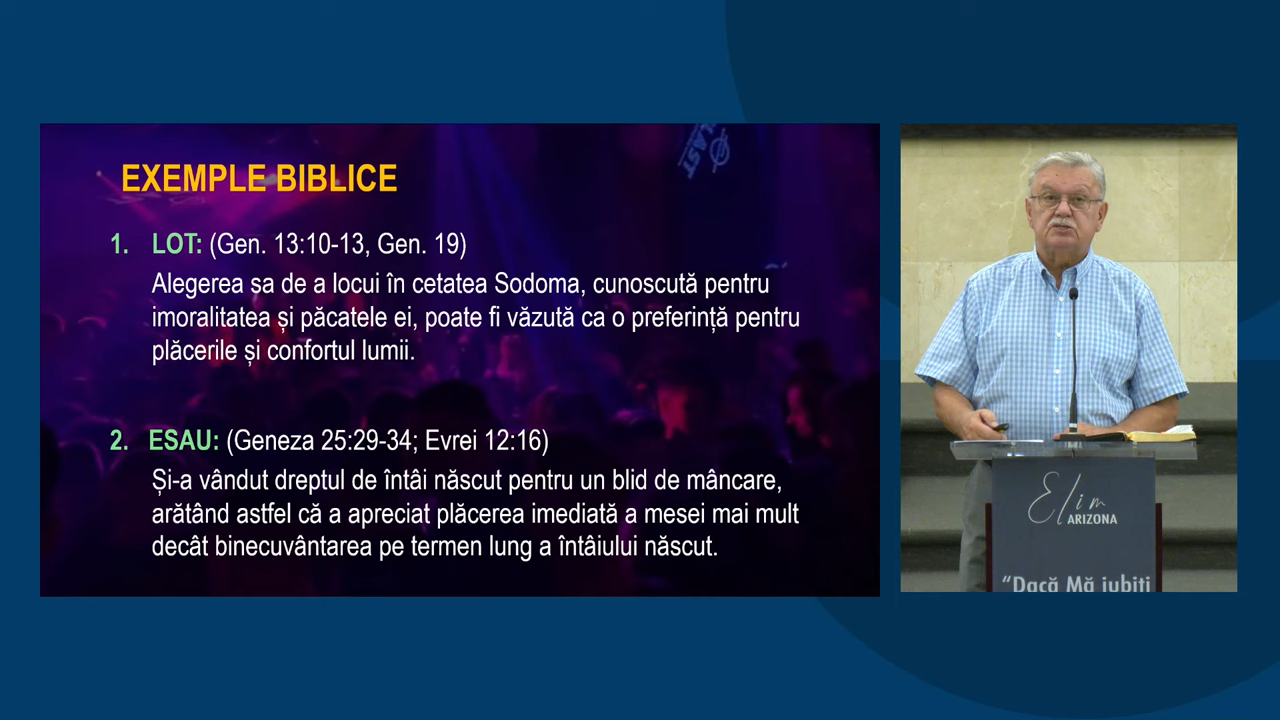 EXEMPLE BIBLICE
1. LOT: (Gen. 13:10-13, Gen. 19)
Alegerea sa de a locui în cetatea Sodoma, cunoscută pentru
imoralitatea și păcatele ei, poate fi văzută ca o preferință pentru
plăcerile și confortul lumii.
2. ESAU: (Geneza 25:29-34; Evrei 12:16)
Și-a vândut dreptul de întâi născut pentru un blid de mâncare,
arătând astfel că a apreciat plăcerea imediată a mesei mai mult
decât binecuvântarea pe termen lung a întâiului născut.
Elim
ARIZONA
“Dacă Mă iubiți